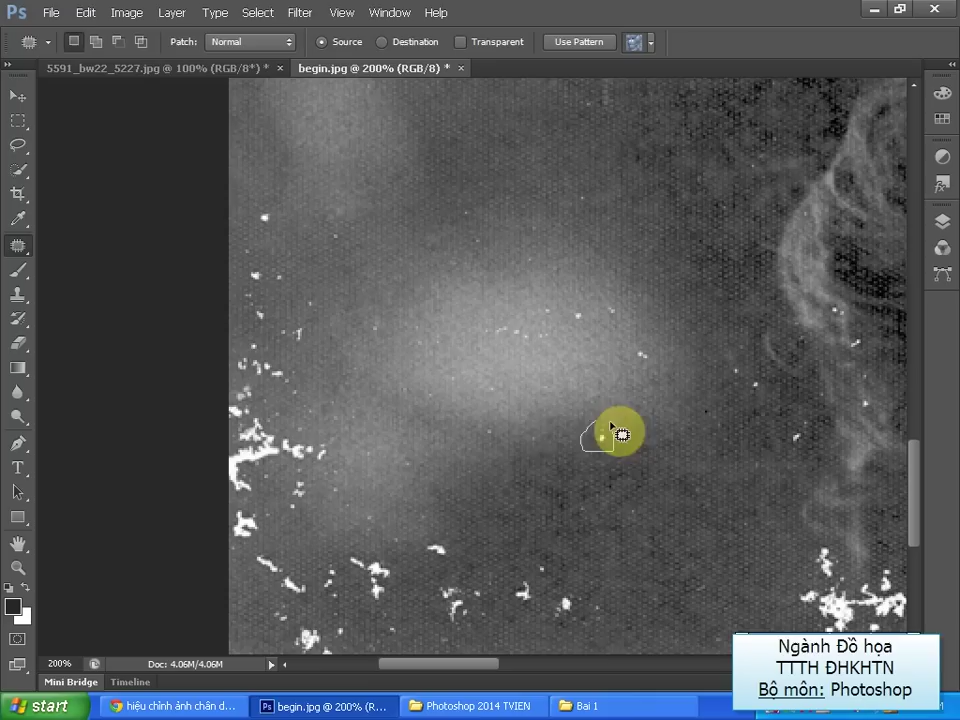 Ps File Edit Image Layer Type Select Filter View Window Help
Patch: Normal Source Destination Transparent Use Pattern
5591_bw22_5227.jpg @ 100% (RGB/8*) * × begin.jpg @ 200% (RGB/8) * ×
200% Doc: 4.06M/4.06M
Mini Bridge Timeline
Ngành Đồ họa
TTTH ĐHKHTN
Bộ môn: Photoshop
start hiệu chỉnh ảnh chân d... Ps begin.jpg @ 200% (R... Photoshop 2014 TVIEN Bai 1